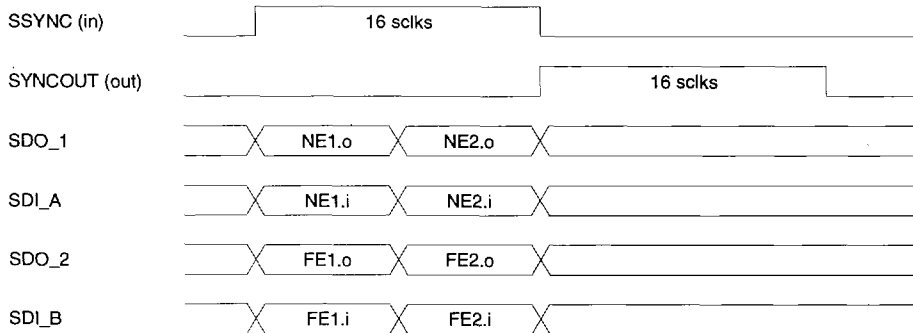 SSYNC (in) 16 sclks
SYNCOUT (out) 16 sclks
SDO_1 NE1.o NE2.o
SDI_A NE1.i NE2.i
SDO_2 FE1.o FE2.o
SDI_B FE1.i FE2.i